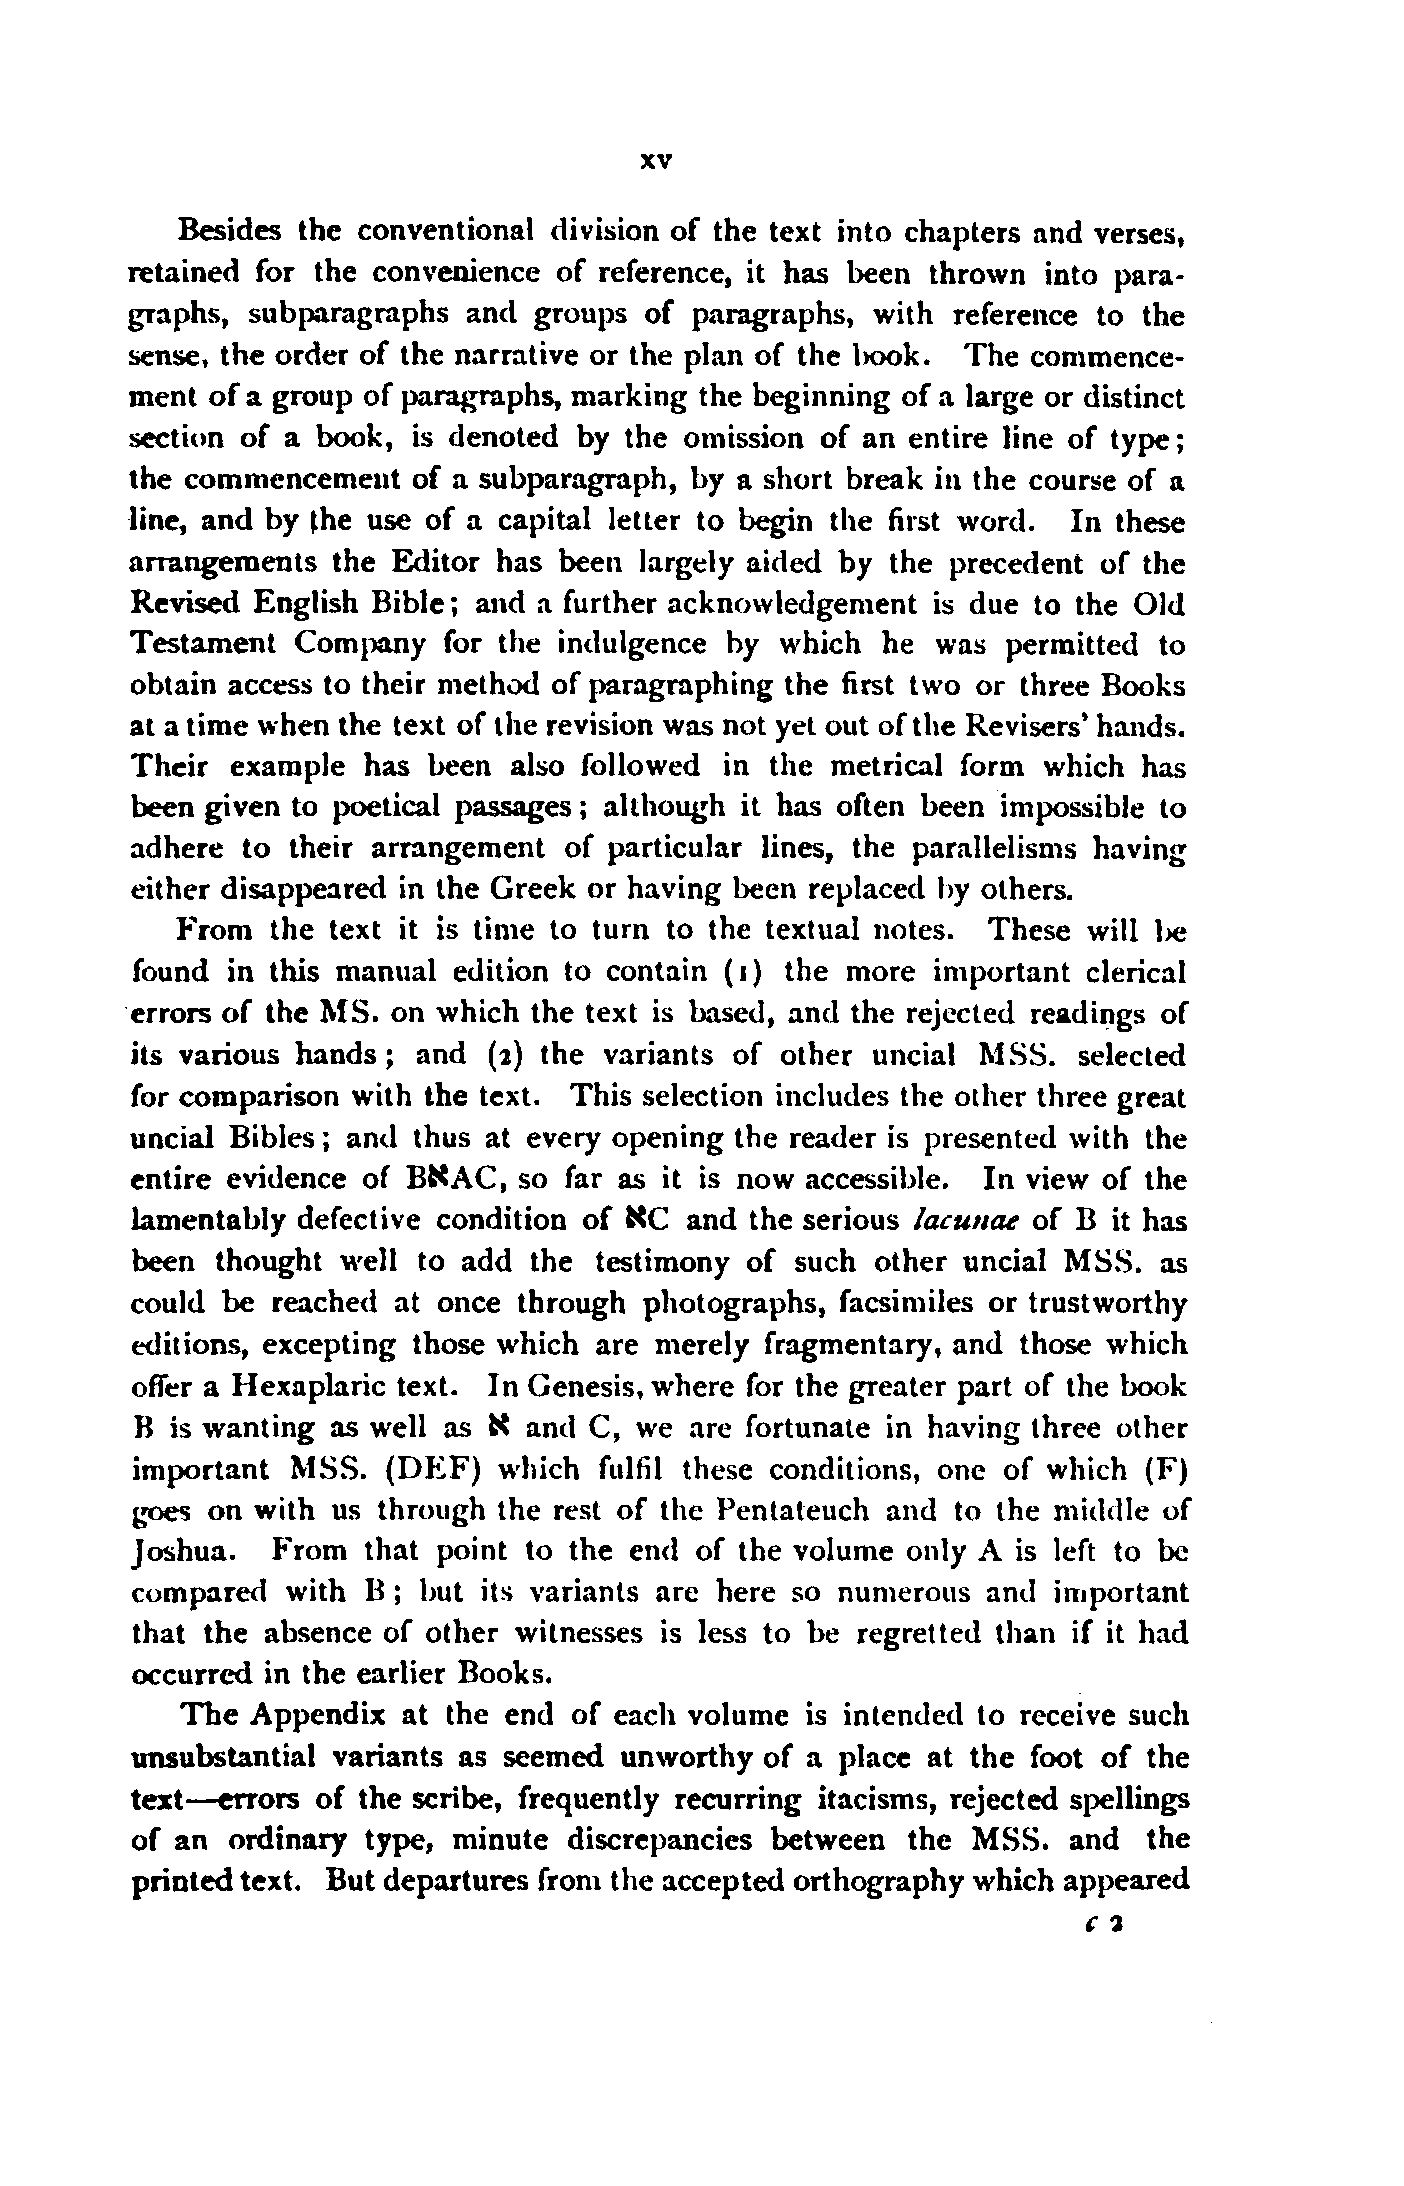 xv
Besides the conventional division of the text into chapters and verses,
retained for the convenience of reference, it has been thrown into para-
graphs, subparagraphs and groups of paragraphs, with reference to the
sense, the order of the narrative or the plan of the book. The commence-
ment of a group of paragraphs, marking the beginning of a large or distinct
section of a book, is denoted by the omission of an entire line of type;
the commencement of a subparagraph, by a short break in the course of a
line, and by the use of a capital letter to begin the first word. In these
arrangements the Editor has been largely aided by the precedent of the
Revised English Bible; and a further acknowledgement is due to the Old
Testament Company for the indulgence by which he was permitted to
obtain access to their method of paragraphing the first two or three Books
at a time when the text of the revision was not yet out of the Revisers' hands.
Their example has been also followed in the metrical form which has
been given to poetical passages; although it has often been impossible to
adhere to their arrangement of particular lines, the parallelisms having
either disappeared in the Greek or having been replaced by others.
From the text it is time to turn to the textual notes. These will be
found in this manual edition to contain (1) the more important clerical
errors of the MS. on which the text is based, and the rejected readings of
its various hands; and (2) the variants of other uncial MSS. selected
for comparison with the text. This selection includes the other three great
uncial Bibles; and thus at every opening the reader is presented with the
entire evidence of BאAC, so far as it is now accessible. In view of the
lamentably defective condition of אC and the serious lacunae of B it has
been thought well to add the testimony of such other uncial MSS. as
could be reached at once through photographs, facsimiles or trustworthy
editions, excepting those which are merely fragmentary, and those which
offer a Hexaplaric text. In Genesis, where for the greater part of the book
B is wanting as well as א and C, we are fortunate in having three other
important MSS. (DEF) which fulfil these conditions, one of which (F)
goes on with us through the rest of the Pentateuch and to the middle of
Joshua. From that point to the end of the volume only A is left to be
compared with B; but its variants are here so numerous and important
that the absence of other witnesses is less to be regretted than if it had
occurred in the earlier Books.
The Appendix at the end of each volume is intended to receive such
unsubstantial variants as seemed unworthy of a place at the foot of the
text—errors of the scribe, frequently recurring itacisms, rejected spellings
of an ordinary type, minute discrepancies between the MSS. and the
printed text. But departures from the accepted orthography which appeared
c 2